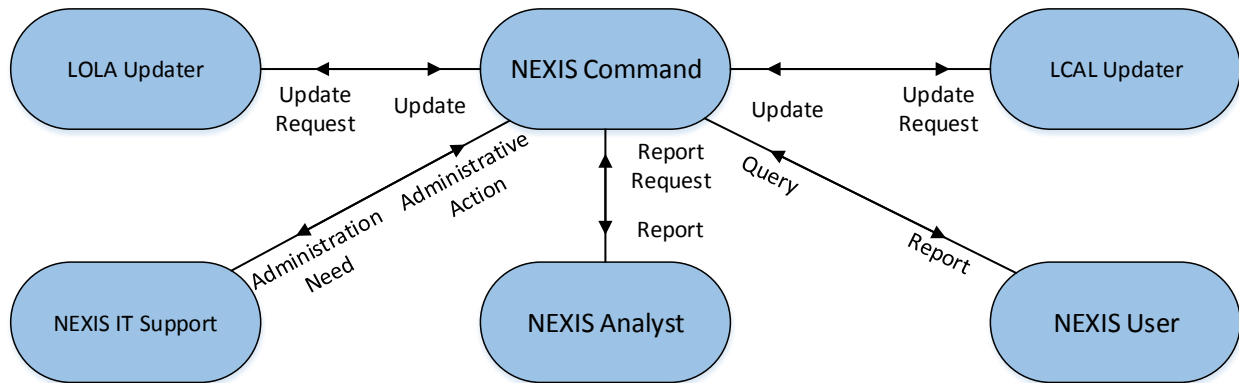 LOLA Updater
NEXIS Command
LCAL Updater
Update
Request
Update
Update
Update
Request
Administrative
Action
Administration
Need
Report
Request
Report
Query
Report
NEXIS IT Support
NEXIS Analyst
NEXIS User